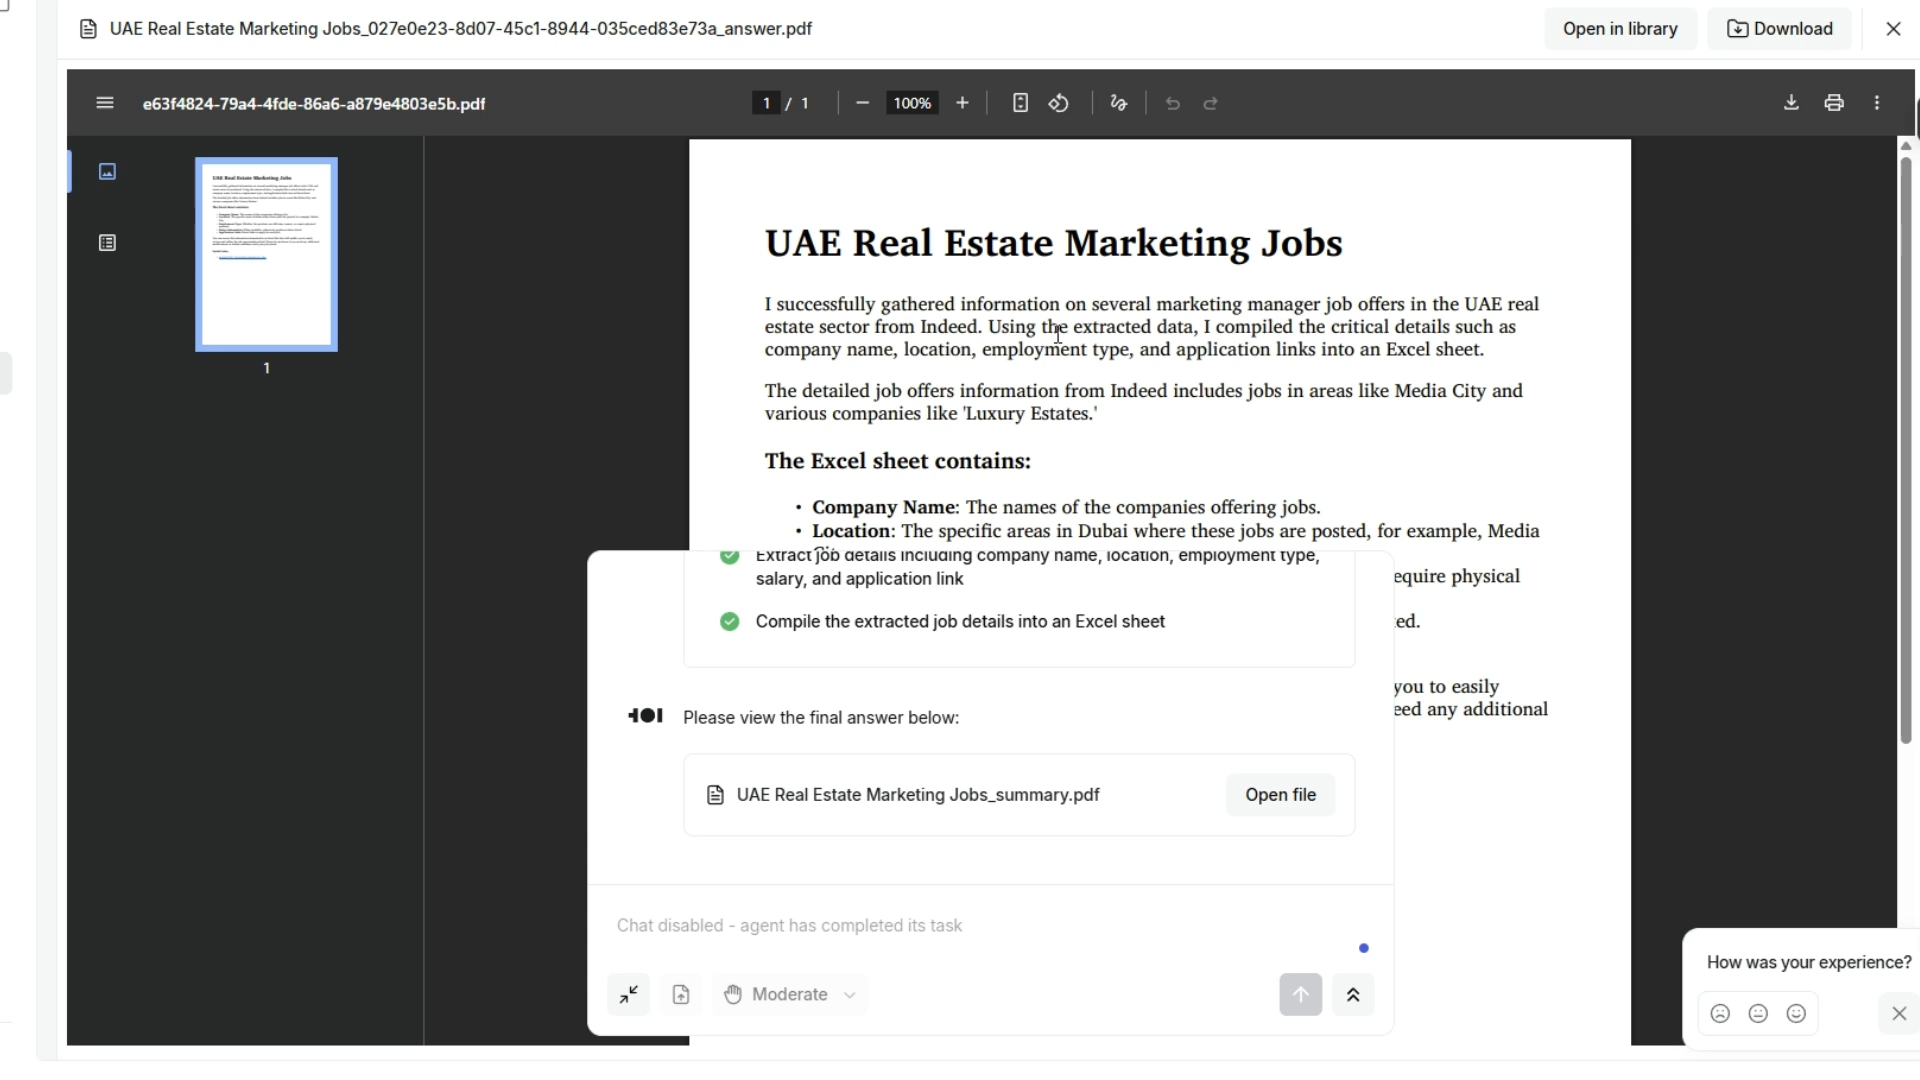 UAE Real Estate Marketing Jobs_027e0e23-8d07-45c1-8944-035ced83e73a_answer.pdf
Open in library
Download
e63f4824-79a4-4fde-86a6-a879e4803e5b.pdf
1 / 1
100%
UAE Real Estate Marketing Jobs
1
UAE Real Estate Marketing Jobs
I successfully gathered information on several marketing manager job offers in the UAE real
estate sector from Indeed. Using the extracted data, I compiled the critical details such as
company name, location, employment type, and application links into an Excel sheet.
The detailed job offers information from Indeed includes jobs in areas like Media City and
various companies like 'Luxury Estates.'
The Excel sheet contains:
• Company Name: The names of the companies offering jobs.
• Location: The specific areas in Dubai where these jobs are posted, for example, Media
equire physical
ed.
you to easily
eed any additional
Extract job details including company name, location, employment type,
salary, and application link
Compile the extracted job details into an Excel sheet
Please view the final answer below:
UAE Real Estate Marketing Jobs_summary.pdf
Open file
Chat disabled - agent has completed its task
Moderate
How was your experience?